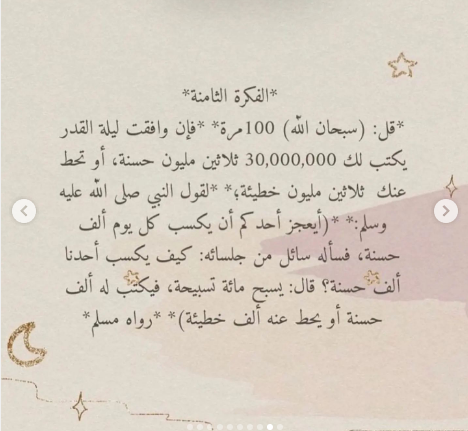 *الفكرة الثامنة*
*قل: (سبحان الله) 100مرة* *فإن وافقت ليلة القدر
يكتب لك 30,000,000 ثلاثين مليون حسنة، أو تحط
عنك ثلاثين مليون خطيئة؛* *لقول النبي صلى الله عليه
وسلم:* *(أيعجز أحدكم أن يكسب كل يوم ألف
حسنة، فسأله سائل من جلسائه: كيف يكسب أحدنا
ألف حسنة؟ قال: يسبح مائة تسبيحة، فيكتب له ألف
حسنة أو يحط عنه ألف خطيئة)* *رواه مسلم*